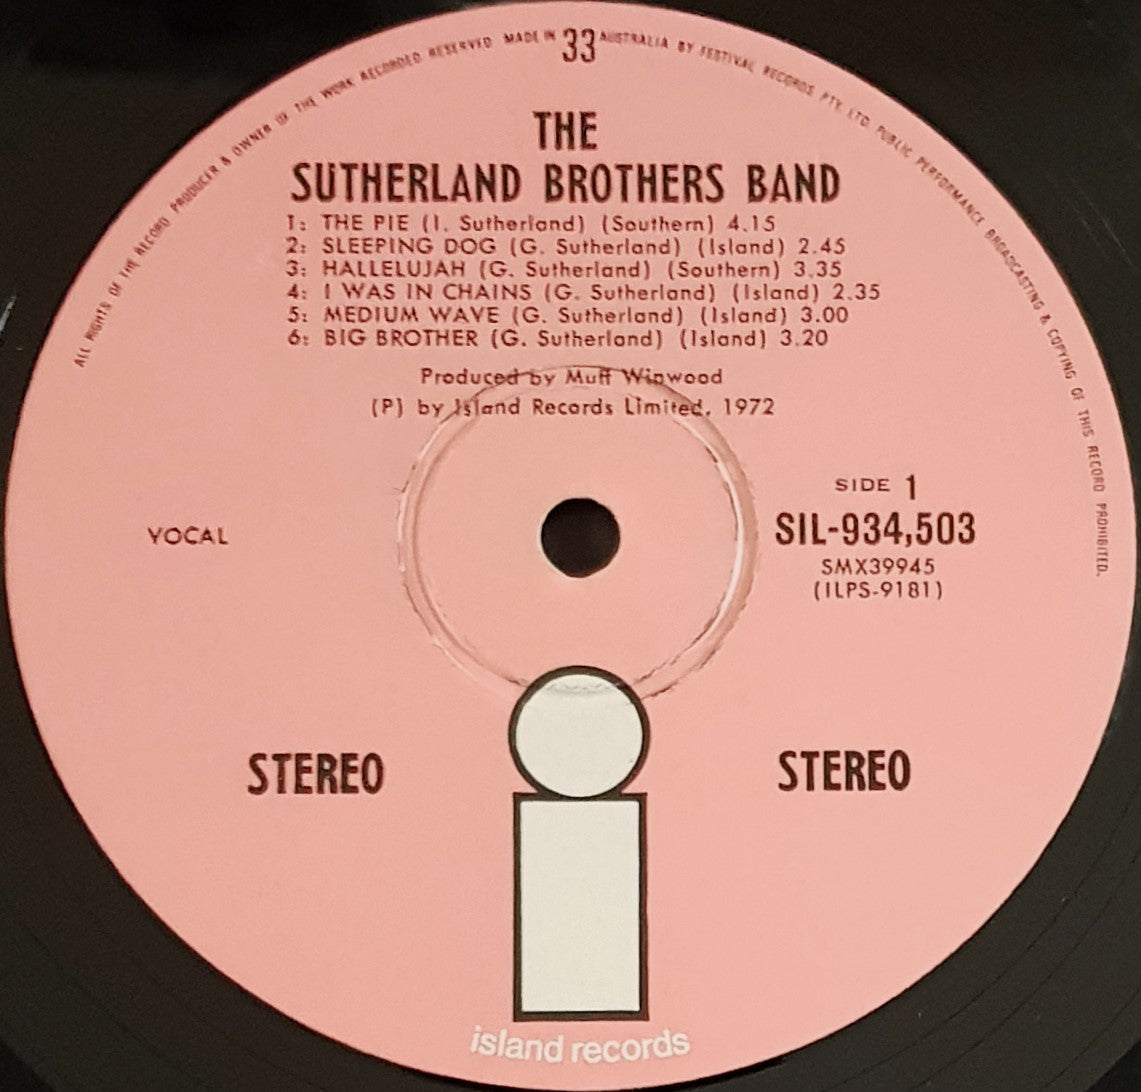 ALL RIGHTS OF THE RECORD PRODUCER & OWNER OF THE WORK RECORDED RESERVED MADE IN AUSTRALIA BY FESTIVAL RECORDS PTY. LTD. PUBLIC PERFORMANCE BROADCASTING & COPYING OF THIS RECORD PROHIBITED.
33
THE
SUTHERLAND BROTHERS BAND
1: THE PIE (I. Sutherland) (Southern) 4.15
2: SLEEPING DOG (G. Sutherland) (Island) 2.45
3: HALLELUJAH (G. Sutherland) (Southern) 3.35
4: I WAS IN CHAINS (G. Sutherland) (Island) 2.35
5: MEDIUM WAVE (G. Sutherland) (Island) 3.00
6: BIG BROTHER (G. Sutherland) (Island) 3.20
Produced by Muff Winwood
(P) by Island Records Limited, 1972
SIDE 1
VOCAL
SIL-934,503
SMX39945
(ILPS-9181)
STEREO STEREO
i
island records